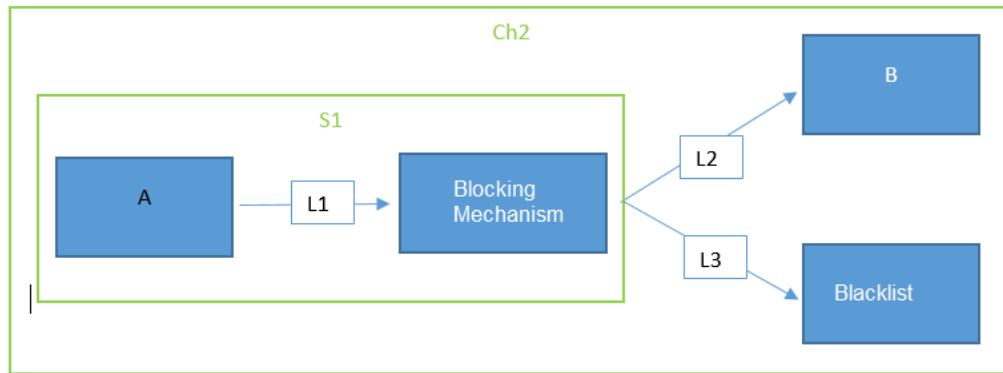 Ch2
S1
A
L1
Blocking
Mechanism
L2
B
L3
Blacklist